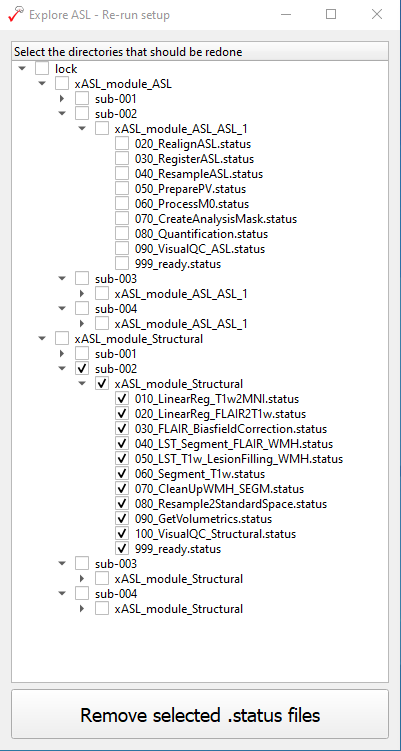 Explore ASL - Re-run setup
Select the directories that should be redone
lock
xASL_module_ASL
sub-001
sub-002
xASL_module_ASL_ASL_1
020_RealignASL.status
030_RegisterASL.status
040_ResampleASL.status
050_PreparePV.status
060_ProcessM0.status
070_CreateAnalysisMask.status
080_Quantification.status
090_VisualQC_ASL.status
999_ready.status
sub-003
xASL_module_ASL_ASL_1
sub-004
xASL_module_ASL_ASL_1
xASL_module_Structural
sub-001
sub-002
xASL_module_Structural
010_LinearReg_T1w2MNI.status
020_LinearReg_FLAIR2T1w.status
030_FLAIR_BiasfieldCorrection.status
040_LST_Segment_FLAIR_WMH.status
050_LST_T1w_LesionFilling_WMH.status
060_Segment_T1w.status
070_CleanUpWMH_SEGM.status
080_Resample2StandardSpace.status
090_GetVolumetrics.status
100_VisualQC_Structural.status
999_ready.status
sub-003
xASL_module_Structural
sub-004
xASL_module_Structural
Remove selected .status files